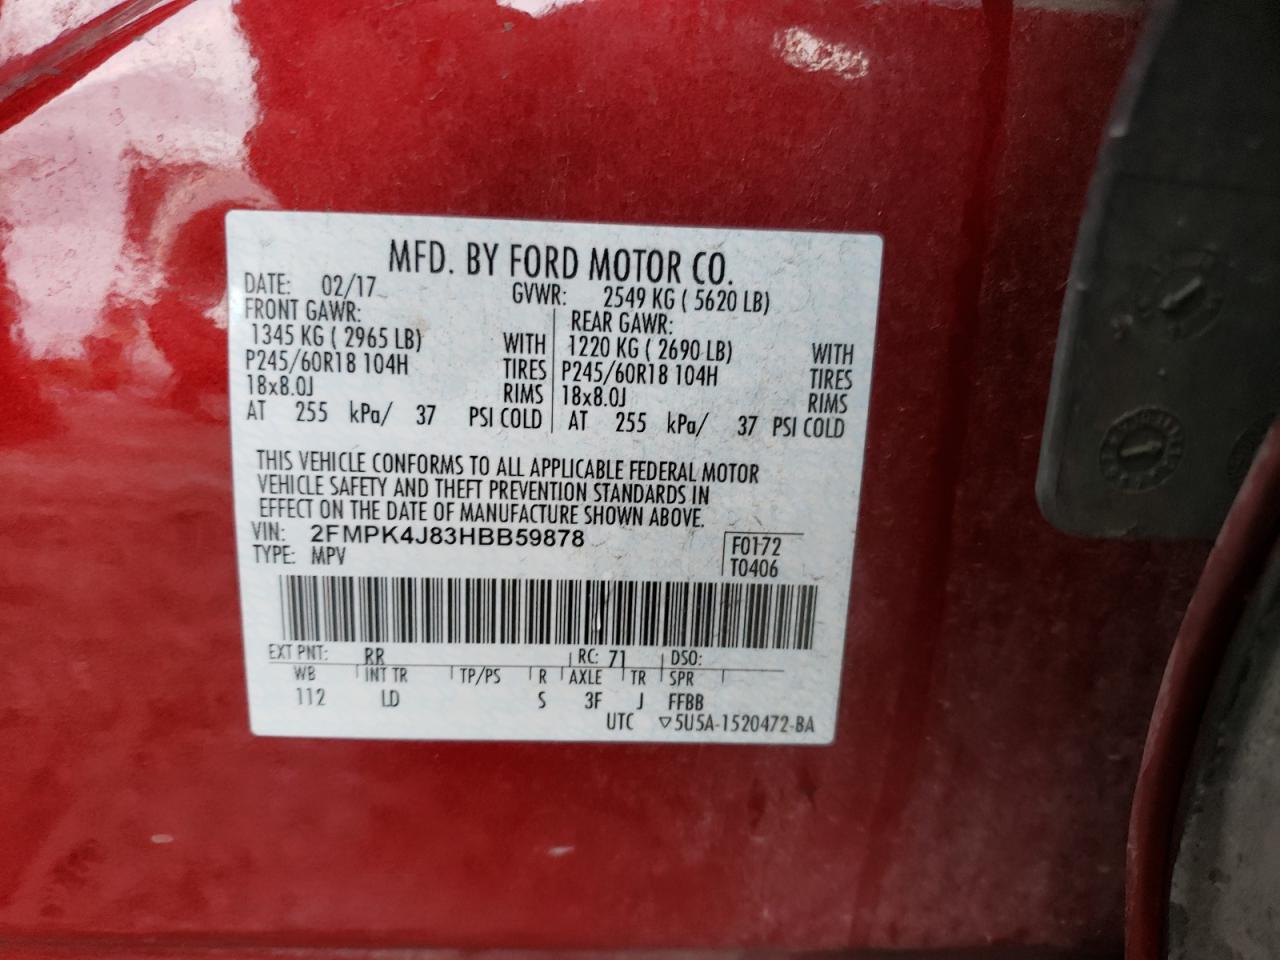 MFD. BY FORD MOTOR CO.
DATE: 02/17 GVWR: 2549 KG ( 5620 LB)
FRONT GAWR: REAR GAWR:
1345 KG ( 2965 LB) WITH 1220 KG ( 2690 LB) WITH
P245/60R18 104H TIRES P245/60R18 104H TIRES
18x8.0J RIMS 18x8.0J RIMS
AT 255 kPa/ 37 PSI COLD AT 255 kPa/ 37 PSI COLD
THIS VEHICLE CONFORMS TO ALL APPLICABLE FEDERAL MOTOR
VEHICLE SAFETY AND THEFT PREVENTION STANDARDS IN
EFFECT ON THE DATE OF MANUFACTURE SHOWN ABOVE.
VIN: 2FMPK4J83HBB59878 F0172
TYPE: MPV T0406
EXT PNT: RR RC: 71 DSO:
WB INT TR TP/PS R AXLE TR SPR
112 LD S 3F J FFBB
UTC ▽5U5A-1520472-BA